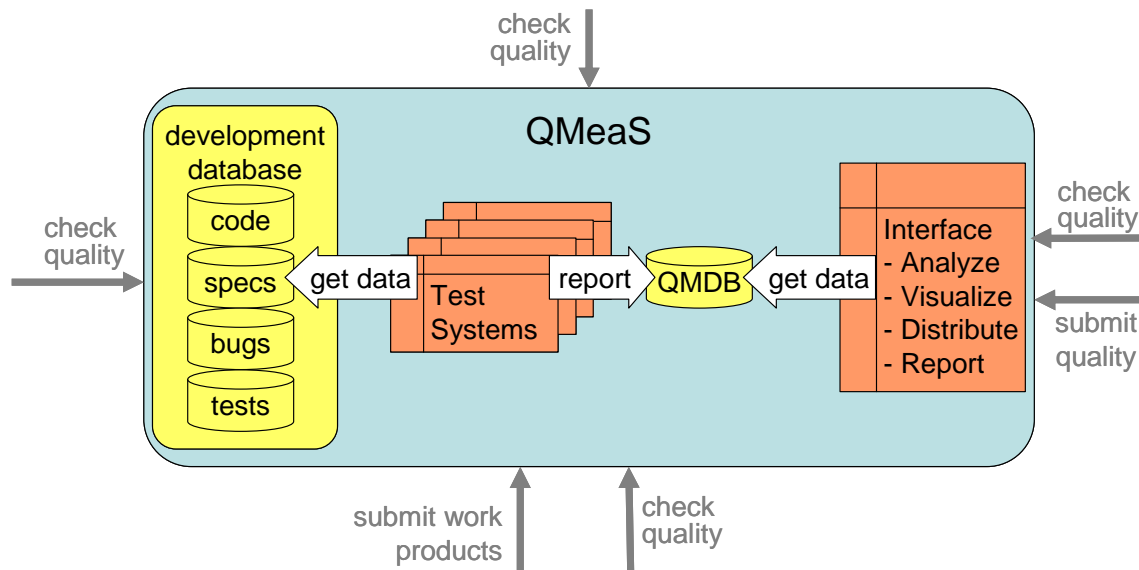 check
quality
QMeaS
development
database
code
specs
bugs
tests
check
quality
get data
Test
Systems
report
QMDB
get data
Interface
- Analyze
- Visualize
- Distribute
- Report
check
quality
submit
quality
submit work
products
check
quality